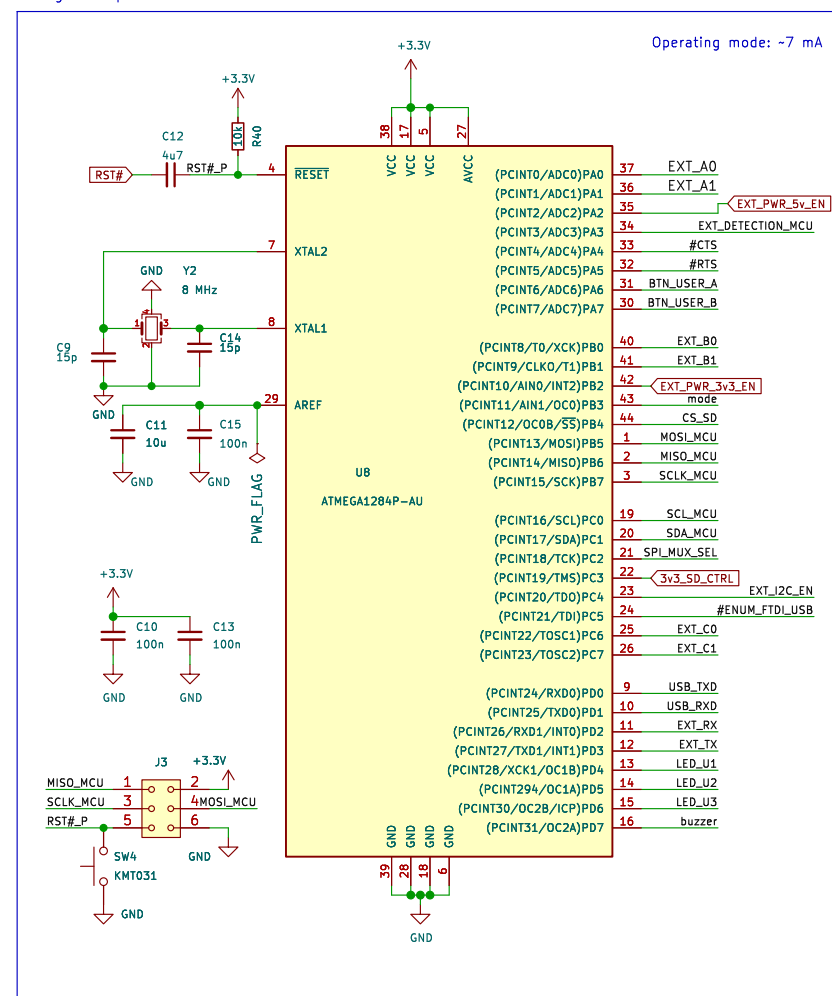 Operating mode: ~7 mA
+3.3V
+3.3V
10k
R40
C12
4u7
RST#
RST#_P
4
RESET
7
XTAL2
GND
Y2
8 MHz
4
1
3
2
8
XTAL1
C9
15p
C14
15p
GND
29
AREF
C11
10u
C15
100n
GND
GND
PWR_FLAG
38
17
5
27
VCC
VCC
VCC
AVCC
U8
ATMEGA1284P-AU
(PCINT0/ADC0)PA0 37 EXT_A0
(PCINT1/ADC1)PA1 36 EXT_A1
(PCINT2/ADC2)PA2 35 EXT_PWR_5v_EN
(PCINT3/ADC3)PA3 34 EXT_DETECTION_MCU
(PCINT4/ADC4)PA4 33 #CTS
(PCINT5/ADC5)PA5 32 #RTS
(PCINT6/ADC6)PA6 31 BTN_USER_A
(PCINT7/ADC7)PA7 30 BTN_USER_B
(PCINT8/T0/XCK)PB0 40 EXT_B0
(PCINT9/CLKO/T1)PB1 41 EXT_B1
(PCINT10/AIN0/INT2)PB2 42 EXT_PWR_3v3_EN
(PCINT11/AIN1/OC0)PB3 43 mode
(PCINT12/OC0B/SS)PB4 44 CS_SD
(PCINT13/MOSI)PB5 1 MOSI_MCU
(PCINT14/MISO)PB6 2 MISO_MCU
(PCINT15/SCK)PB7 3 SCLK_MCU
(PCINT16/SCL)PC0 19 SCL_MCU
(PCINT17/SDA)PC1 20 SDA_MCU
(PCINT18/TCK)PC2 21 SPI_MUX_SEL
(PCINT19/TMS)PC3 22 3v3_SD_CTRL
(PCINT20/TDO)PC4 23 EXT_I2C_EN
(PCINT21/TDI)PC5 24 #ENUM_FTDI_USB
(PCINT22/TOSC1)PC6 25 EXT_C0
(PCINT23/TOSC2)PC7 26 EXT_C1
(PCINT24/RXD0)PD0 9 USB_TXD
(PCINT25/TXD0)PD1 10 USB_RXD
(PCINT26/RXD1/INT0)PD2 11 EXT_RX
(PCINT27/TXD1/INT1)PD3 12 EXT_TX
(PCINT28/XCK1/OC1B)PD4 13 LED_U1
(PCINT294/OC1A)PD5 14 LED_U2
(PCINT30/OC2B/ICP)PD6 15 LED_U3
(PCINT31/OC2A)PD7 16 buzzer
GND
GND
GND
GND
39
28
18
6
GND
+3.3V
C10
100n
C13
100n
GND
GND
J3
+3.3V
MISO_MCU 1 2
SCLK_MCU 3 4 MOSI_MCU
RST#_P 5 6
GND
SW4
KMT031
GND